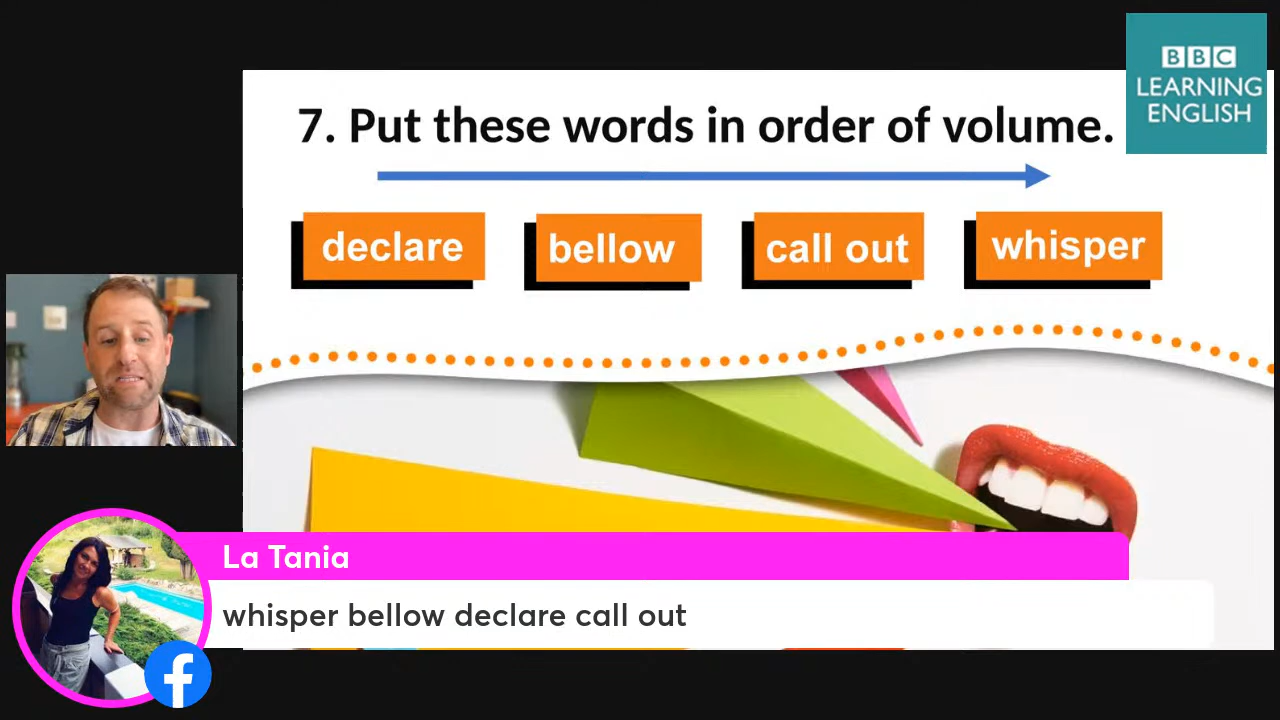 BBC
LEARNING
ENGLISH
7. Put these words in order of volume.
declare bellow call out whisper
La Tania
whisper bellow declare call out